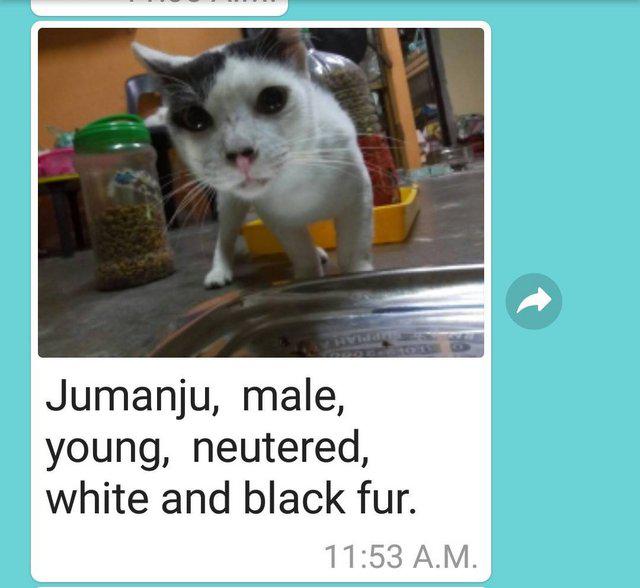 Jumanju, male,
young, neutered,
white and black fur.
11:53 A.M.